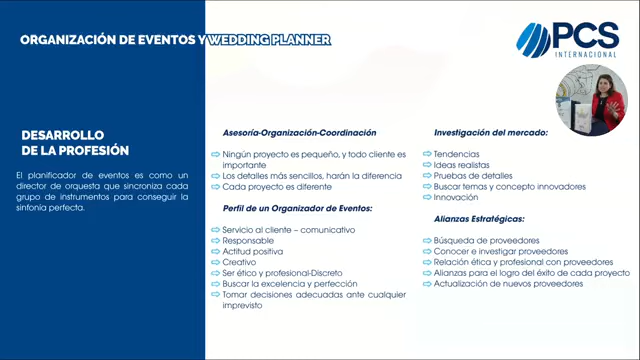 ORGANIZACIÓN DE EVENTOS Y WEDDING PLANNER
PCS
INTERNACIONAL
DESARROLLO
DE LA PROFESIÓN
El planificador de eventos es como un
director de orquesta que sincroniza cada
grupo de instrumentos para conseguir la
sinfonía perfecta.
Asesoría-Organización-Coordinación
Ningún proyecto es pequeño, y todo cliente es
importante
Los detalles más sencillos, harán la diferencia
Cada proyecto es diferente
Perfil de un Organizador de Eventos:
Servicio al cliente – comunicativo
Responsable
Actitud positiva
Creativo
Ser ético y profesional-Discreto
Buscar la excelencia y perfección
Tomar decisiones adecuadas ante cualquier
imprevisto
Investigación del mercado:
Tendencias
Ideas realistas
Pruebas de detalles
Buscar temas y concepto innovadores
Innovación
Alianzas Estratégicas:
Búsqueda de proveedores
Conocer e investigar proveedores
Relación ética y profesional con proveedores
Alianzas para el logro del éxito de cada proyecto
Actualización de nuevos proveedores